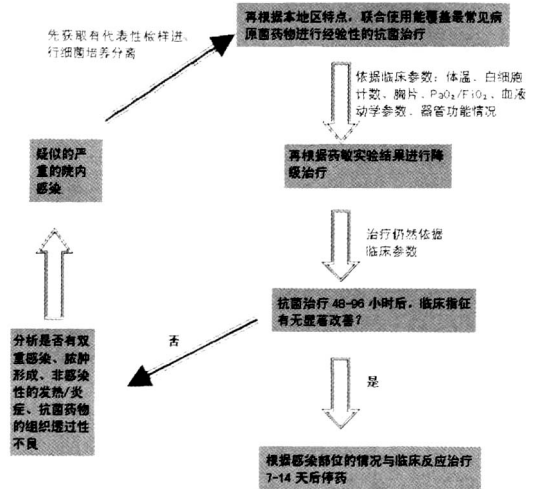 先获取有代表性检样进、
行细菌培养分离
再根据本地区特点，联合使用能覆盖最常见病
原菌药物进行经验性的抗菌治疗
依据临床参数：体温、白细胞
计数、胸片、PaO₂/FiO₂、血液
动学参数、器管功能情况
疑似的严
重的院内
感染
再根据药敏实验结果进行降
级治疗
治疗仍然依据
临床参数
抗菌治疗 48-96 小时后，临床指征
有无显著改善？
否
分析是否有双
重感染、脓肿
形成、非感染
性的发热/炎
症、抗菌药物
的组织透过性
不良
是
根据感染部位的情况与临床反应治疗
7-14 天后停药